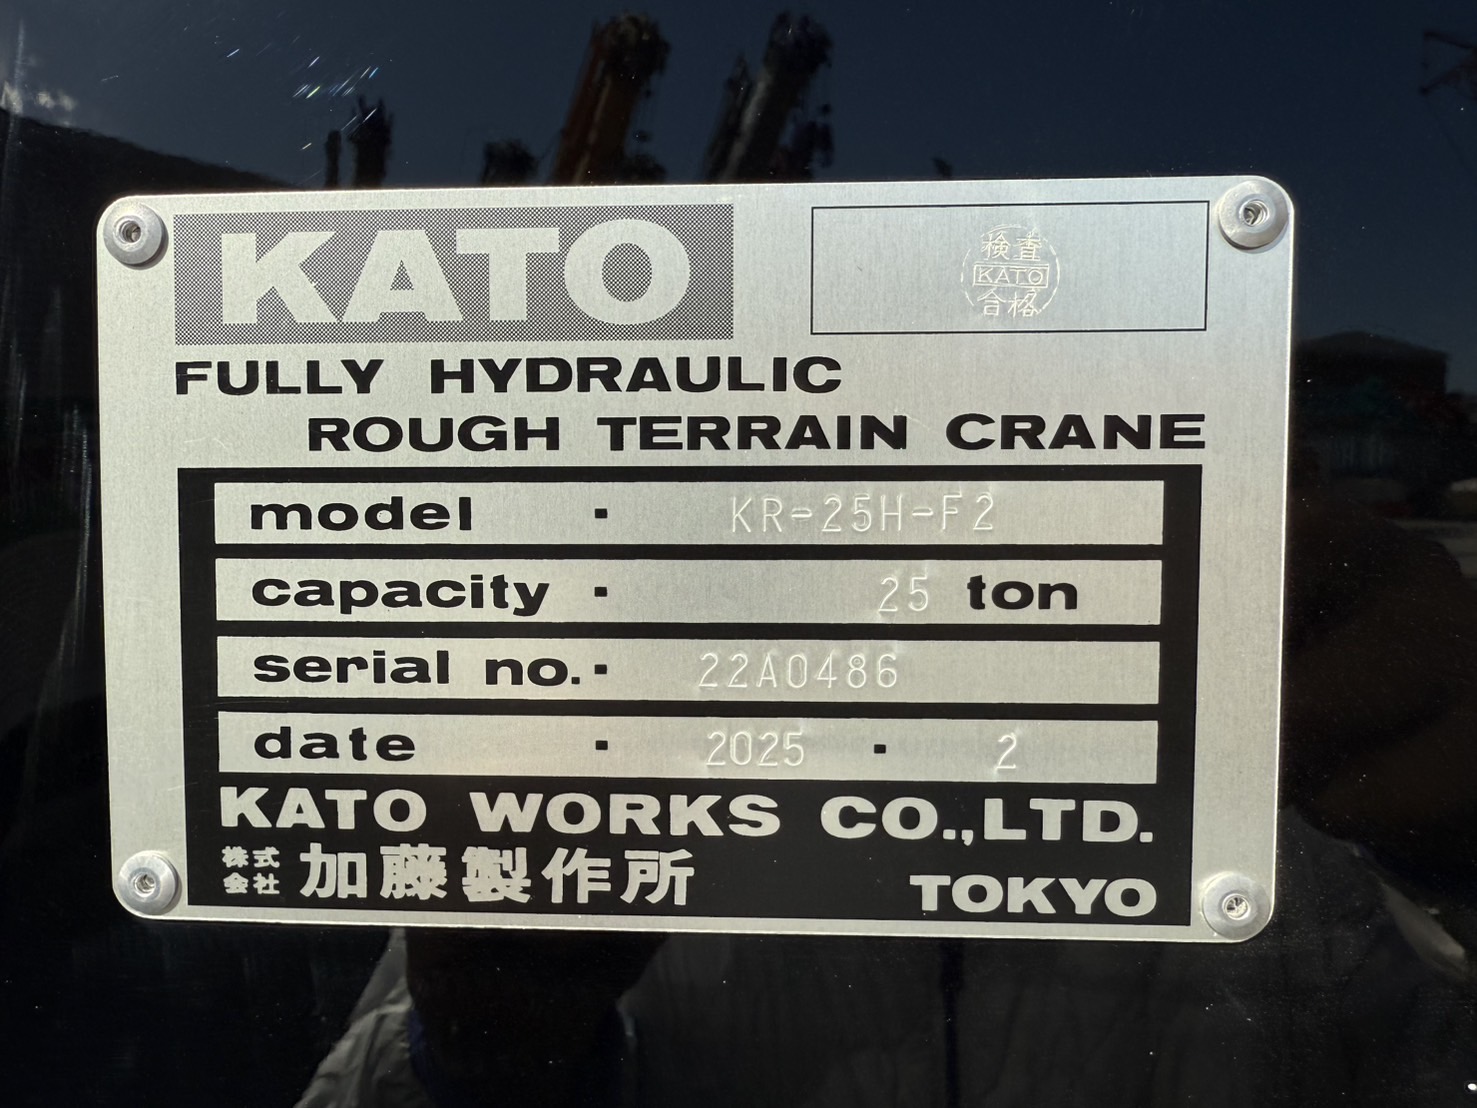 KATO
検査
KATO
合格
FULLY HYDRAULIC
ROUGH TERRAIN CRANE
model · KR-25H-F2
capacity · 25 ton
serial no. · 22A0486
date · 2025 · 2
KATO WORKS CO.,LTD.
株式会社 加藤製作所 TOKYO